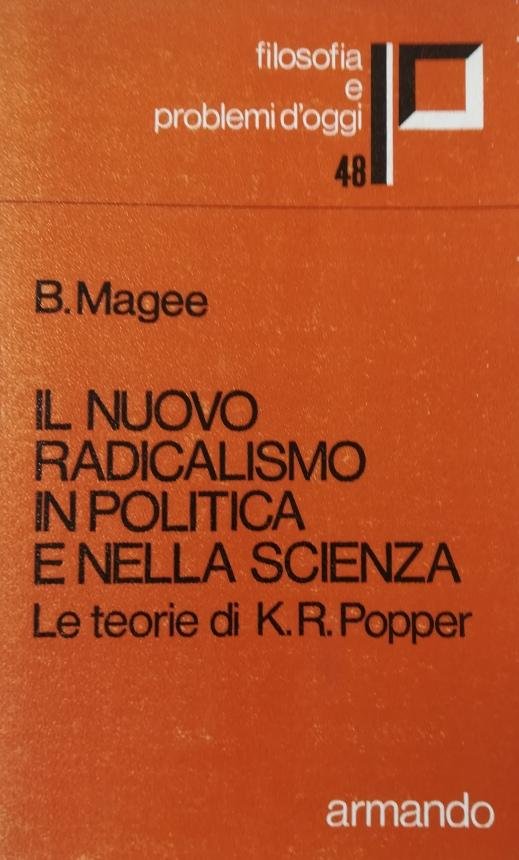 filosofia
e
problemi d'oggi
48
B. Magee
IL NUOVO
RADICALISMO
IN POLITICA
E NELLA SCIENZA
Le teorie di K. R. Popper
armando